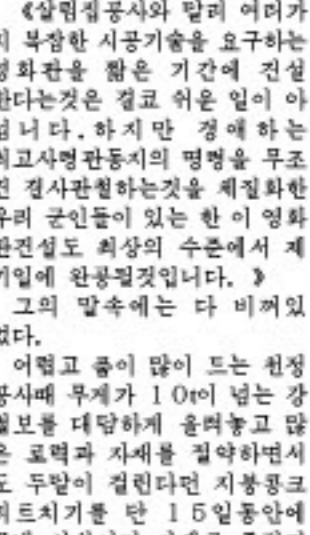 《살림집공사와 달리 여러가
지 복잡한 시공기술을 요구하는
영화관을 짧은 기간에 건설
한다는것은 결코 쉬운 일이 아
닙니다. 하지만 경애하는
최고사령관동지의 명령을 무조
건 결사관철하는것을 체질화한
우리 군인들이 있는 한 이 영화
관건설도 최상의 수준에서 제
기일에 완공될것입니다. 》
그의 말속에는 다 비껴있
었다.
어렵고 품이 많이 드는 천정
공사때 무게가 10t이 넘는 강
철보를 대담하게 올려놓고 많
은 로력과 자재를 절약하면서
도 두달이 걸린다던 지붕콩크
리트치기를 단 15일동안에